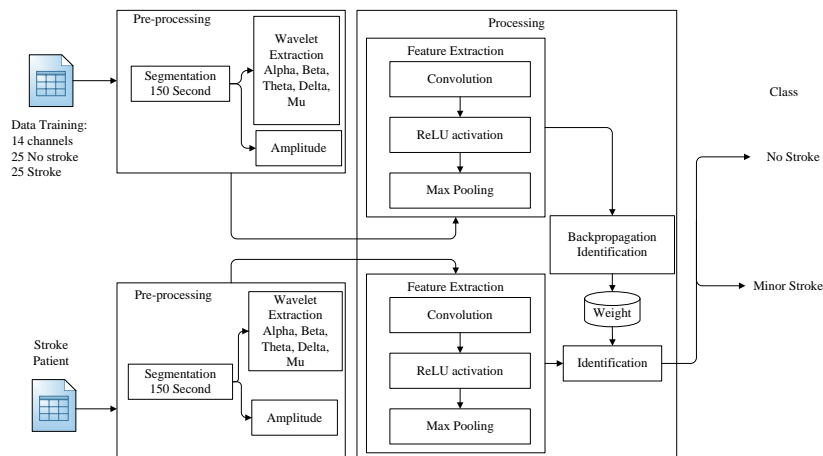 Pre-processing
Segmentation
150 Second
Wavelet
Extraction
Alpha, Beta,
Theta, Delta,
Mu
Amplitude
Data Training:
14 channels
25 No stroke
25 Stroke
Processing
Feature Extraction
Convolution
ReLU activation
Max Pooling
Backpropagation
Identification
Weight
Identification
Class
No Stroke
Minor Stroke
Stroke
Patient
Pre-processing
Segmentation
150 Second
Wavelet
Extraction
Alpha, Beta,
Theta, Delta,
Mu
Amplitude
Feature Extraction
Convolution
ReLU activation
Max Pooling